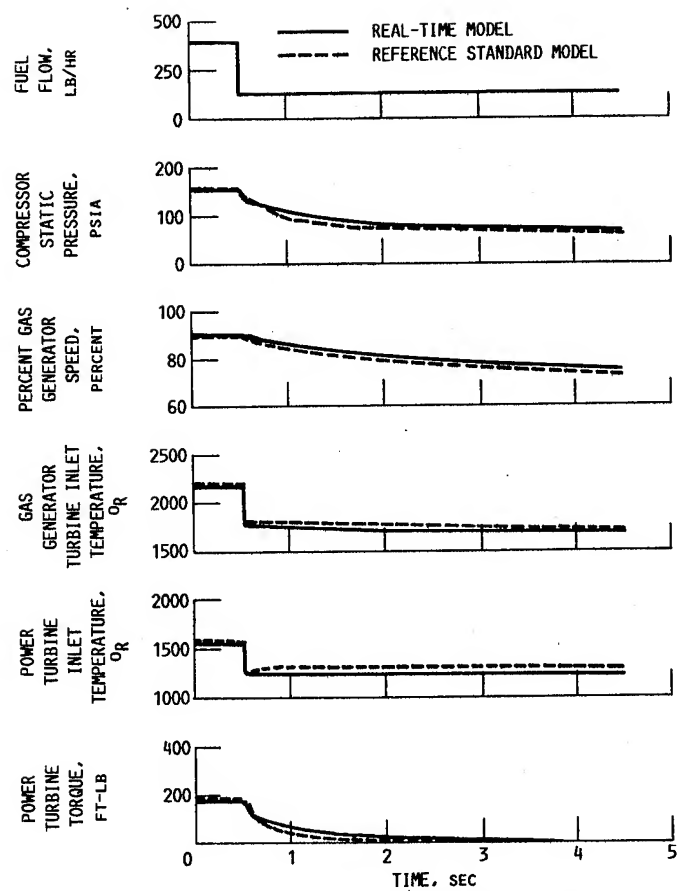 REAL-TIME MODEL
REFERENCE STANDARD MODEL
FUEL
FLOW,
LB/HR
500
250
0
COMPRESSOR
STATIC
PRESSURE,
PSIA
200
100
0
PERCENT GAS
GENERATOR
SPEED,
PERCENT
100
80
60
GAS
GENERATOR
TURBINE INLET
TEMPERATURE,
OR
2500
2000
1500
POWER
TURBINE
INLET
TEMPERATURE,
OR
2000
1500
1000
POWER
TURBINE
TORQUE,
FT-LB
400
200
0
0 1 2 3 4 5
TIME, SEC